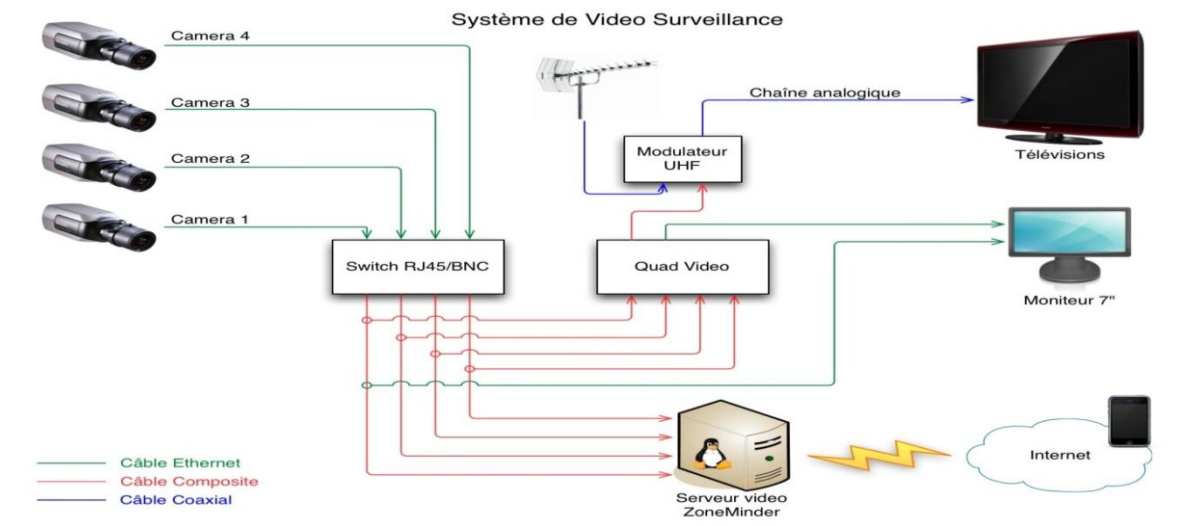 Système de Video Surveillance
Camera 4
Camera 3
Camera 2
Camera 1
Chaîne analogique
Modulateur
UHF
Télévisions
Switch RJ45/BNC
Quad Video
Moniteur 7"
Câble Ethernet
Câble Composite
Câble Coaxial
Serveur video
ZoneMinder
Internet